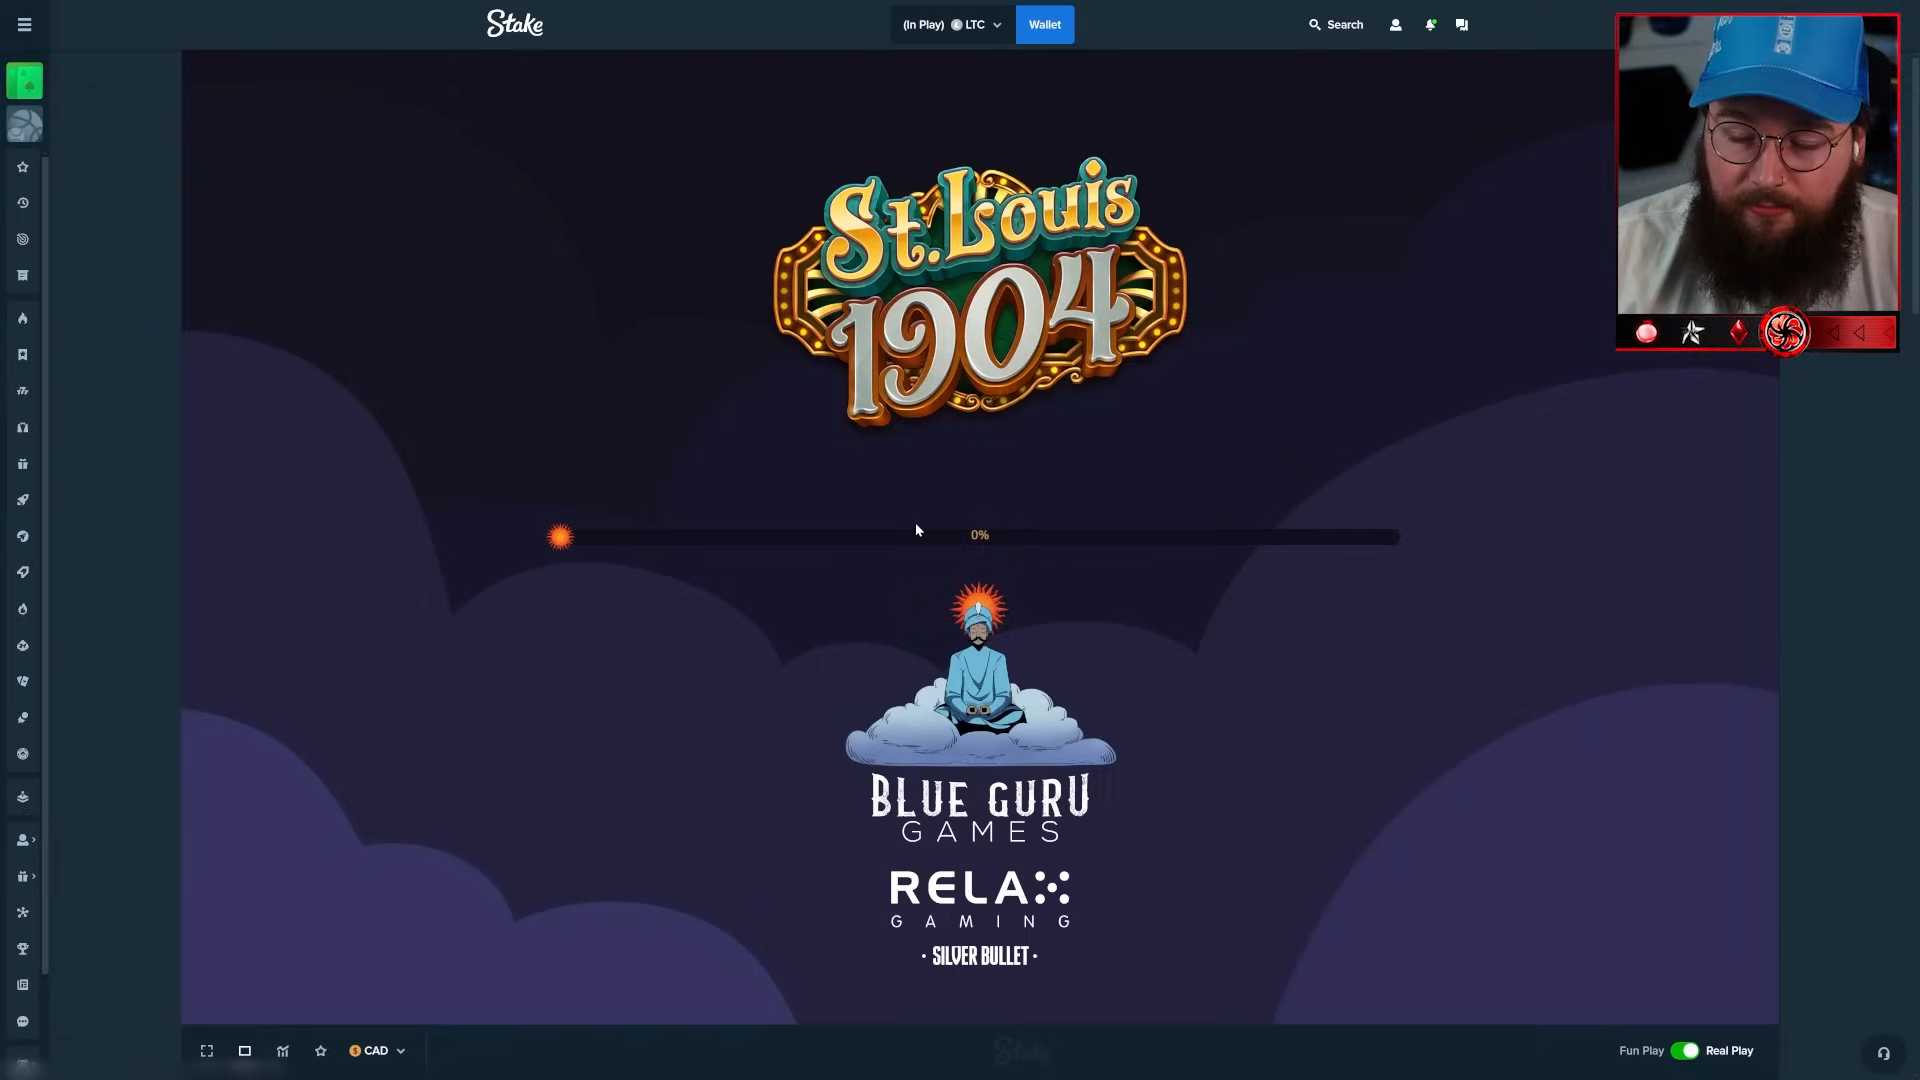 Stake
(In Play) LTC
Wallet
Search
St. Louis
1904
0%
BLUE GURU
GAMES
RELAX
GAMING
· SILVER BULLET ·
CAD
Stake
Fun Play
Real Play